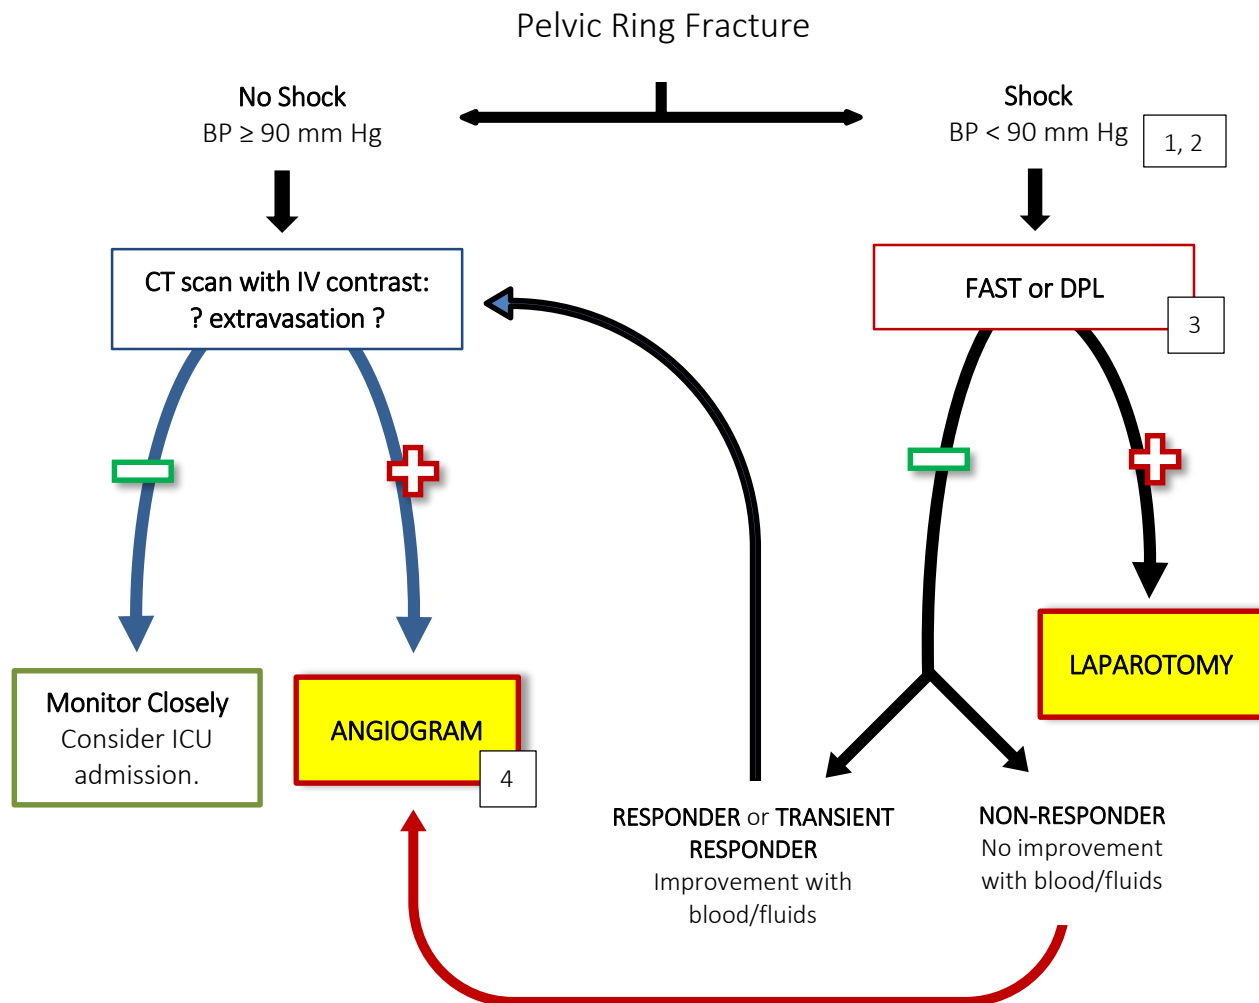 Pelvic Ring Fracture
No Shock
BP ≥ 90 mm Hg
Shock
BP < 90 mm Hg
1, 2
CT scan with IV contrast:
? extravasation ?
FAST or DPL
3
Monitor Closely
Consider ICU
admission.
ANGIOGRAM
4
LAPAROTOMY
RESPONDER or TRANSIENT
RESPONDER
Improvement with
blood/fluids
NON-RESPONDER
No improvement
with blood/fluids